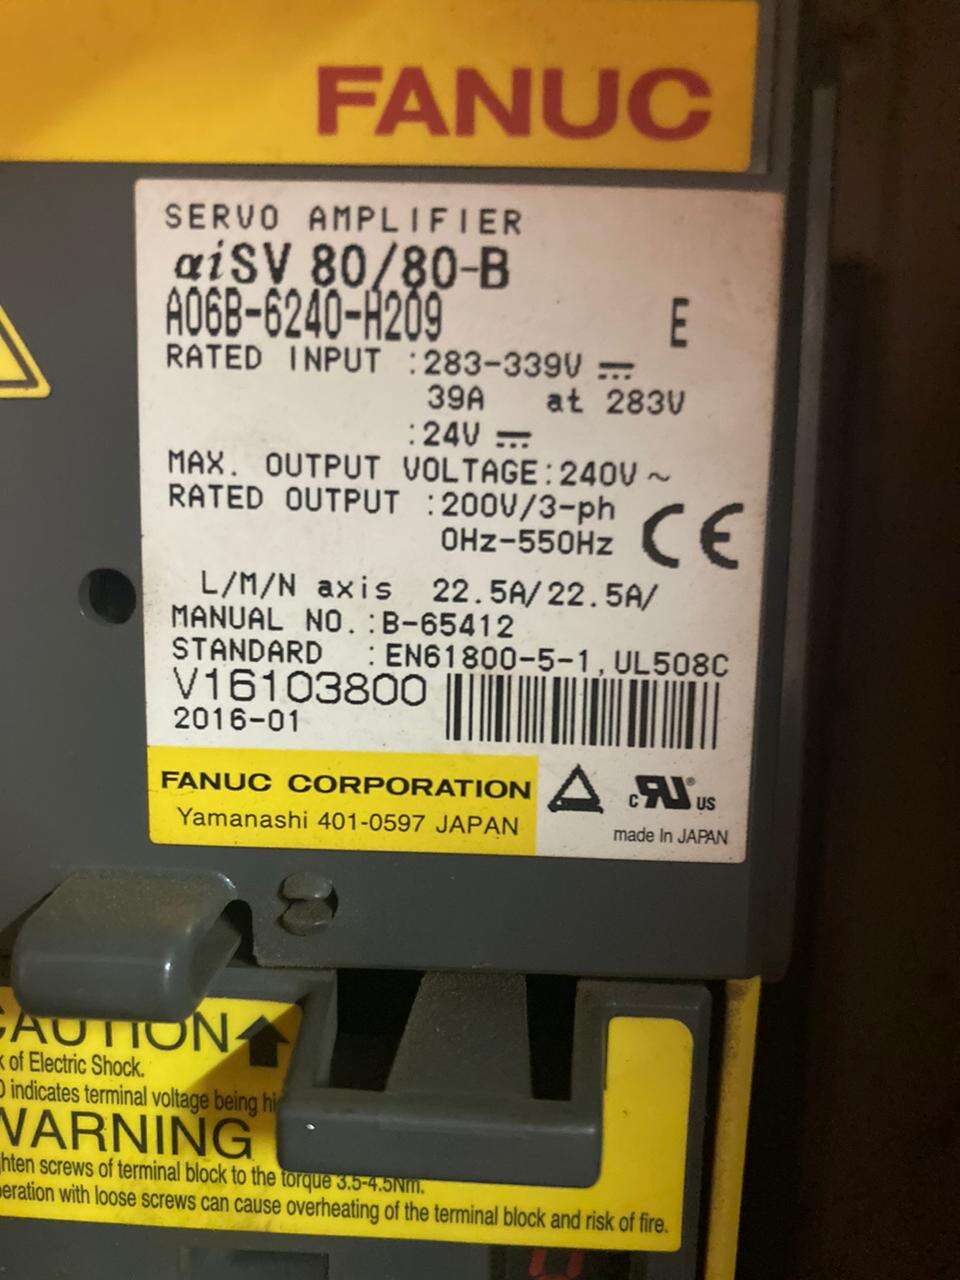 FANUC
SERVO AMPLIFIER
αiSV 80/80-B
A06B-6240-H209 E
RATED INPUT :283-339V ⎓
39A at 283V
:24V ⎓
MAX. OUTPUT VOLTAGE:240V ~
RATED OUTPUT :200V/3-ph
0Hz-550Hz CE
L/M/N axis 22.5A/22.5A/
MANUAL NO.:B-65412
STANDARD :EN61800-5-1,UL508C
V16103800
2016-01
FANUC CORPORATION
Yamanashi 401-0597 JAPAN
c RU ® US
made In JAPAN
CAUTION
of Electric Shock.
indicates terminal voltage being
WARNING
screws of terminal block to the torque 3.5-4.5Nm.
with loose screws can cause overheating of the terminal block and risk of fire.